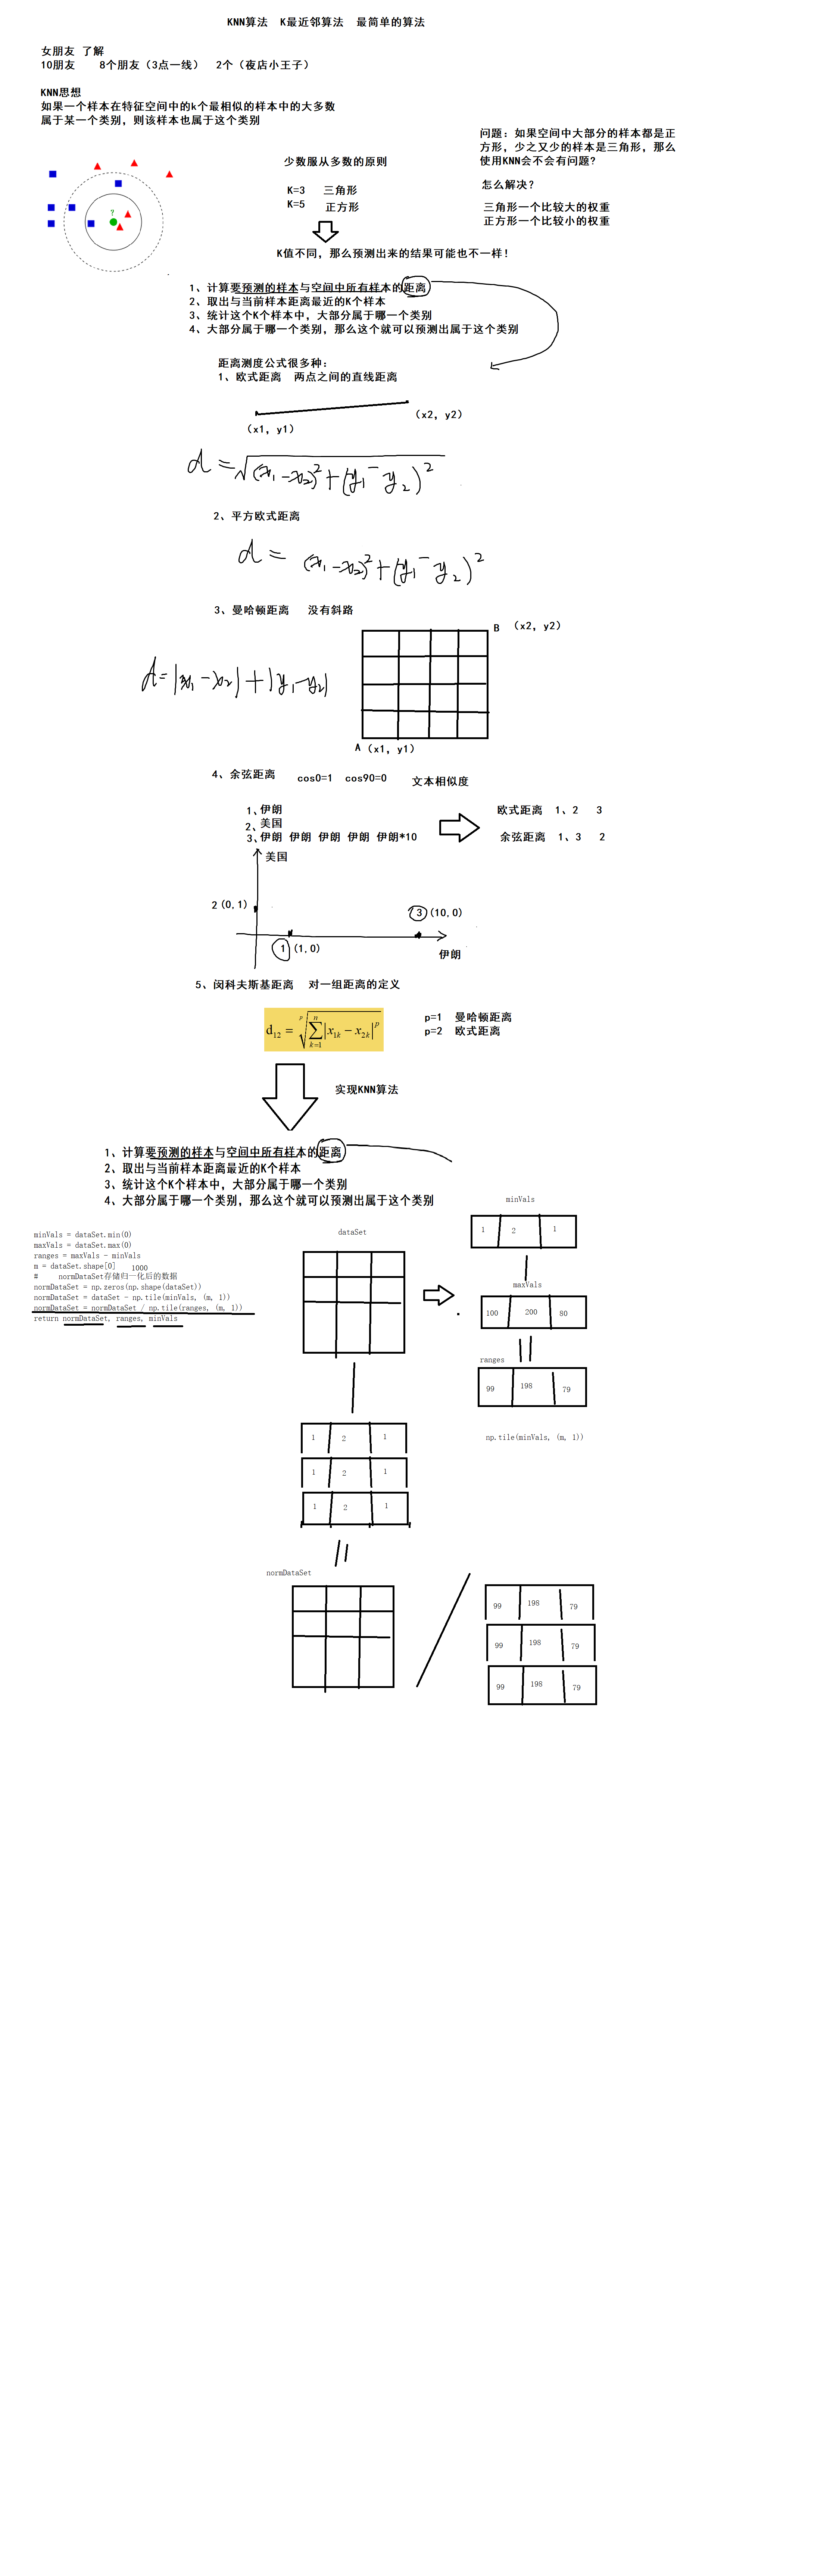 KNN算法 K最近邻算法 最简单的算法
女朋友 了解
10朋友 8个朋友（3点一线） 2个（夜店小王子）
KNN思想
如果一个样本在特征空间中的k个最相似的样本中的大多数
属于某一个类别，则该样本也属于这个类别
问题：如果空间中大部分的样本都是正
方形，少之又少的样本是三角形，那么
使用KNN会不会有问题?
怎么解决?
三角形一个比较大的权重
正方形一个比较小的权重
?
少数服从多数的原则
K=3 三角形
K=5 正方形
K值不同，那么预测出来的结果可能也不一样！
1、计算要预测的样本与空间中所有样本的距离
2、取出与当前样本距离最近的K个样本
3、统计这个K个样本中，大部分属于哪一个类别
4、大部分属于哪一个类别，那么这个就可以预测出属于这个类别
距离测度公式很多种：
1、欧式距离 两点之间的直线距离
(x2, y2)
(x1, y1)
d=√(x₁-x₂)²+(y₁-y₂)²
2、平方欧式距离
d= (x₁-x₂)²+(y₁-y₂)²
3、曼哈顿距离 没有斜路
B (x2, y2)
d=|x₁-x₂|+|y₁-y₂|
A (x1, y1)
4、余弦距离 cos0=1 cos90=0 文本相似度
1、伊朗
2、美国
3、伊朗 伊朗 伊朗 伊朗 伊朗*10
欧式距离 1、2 3
余弦距离 1、3 2
美国
2 (0,1)
3 (10,0)
1 (1,0)
伊朗
5、闵科夫斯基距离 对一组距离的定义
d₁₂ = ᵖ√∑ⁿₖ₌₁|x₁ₖ − x₂ₖ|ᵖ
p=1 曼哈顿距离
p=2 欧式距离
实现KNN算法
1、计算要预测的样本与空间中所有样本的距离
2、取出与当前样本距离最近的K个样本
3、统计这个K个样本中，大部分属于哪一个类别
4、大部分属于哪一个类别，那么这个就可以预测出属于这个类别
minVals = dataSet.min(0)
maxVals = dataSet.max(0)
ranges = maxVals - minVals
m = dataSet.shape[0] 1000
# normDataSet存储归一化后的数据
normDataSet = np.zeros(np.shape(dataSet))
normDataSet = dataSet - np.tile(minVals, (m, 1))
normDataSet = normDataSet / np.tile(ranges, (m, 1))
return normDataSet, ranges, minVals
dataSet
minVals
1 2 1
maxVals
100 200 80
ranges
99 198 79
np.tile(minVals, (m, 1))
1 2 1
1 2 1
1 2 1
normDataSet
99 198 79
99 198 79
99 198 79